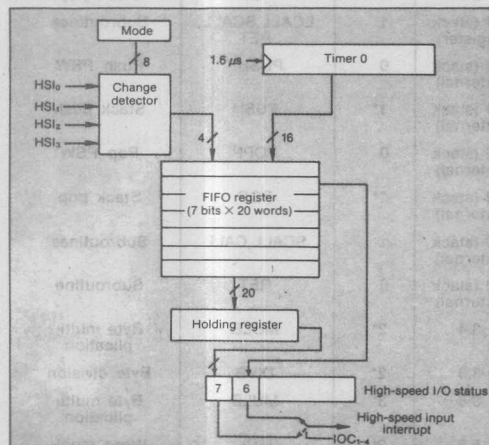 Mode
8
1.6 µs
Timer 0
HSI₀
HSI₁
HSI₂
HSI₃
Change
detector
4
16
FIFO register
(7 bits × 20 words)
20
Holding register
7
6
High-speed I/O status
High-speed input
interrupt
IOC₁₋₄